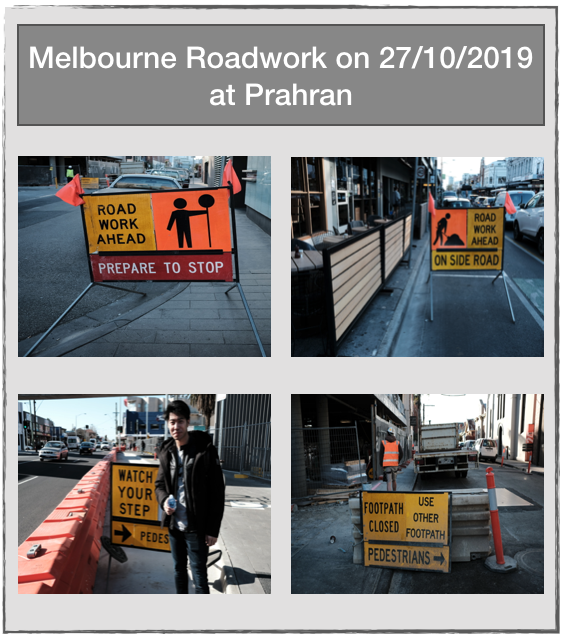 Melbourne Roadwork on 27/10/2019
at Prahran
ROAD
WORK
AHEAD
PREPARE TO STOP
ROAD
WORK
AHEAD
ON SIDE ROAD
WATCH
YOUR
STEP
PEDES
FOOTPATH
CLOSED
USE
OTHER
FOOTPATH
PEDESTRIANS